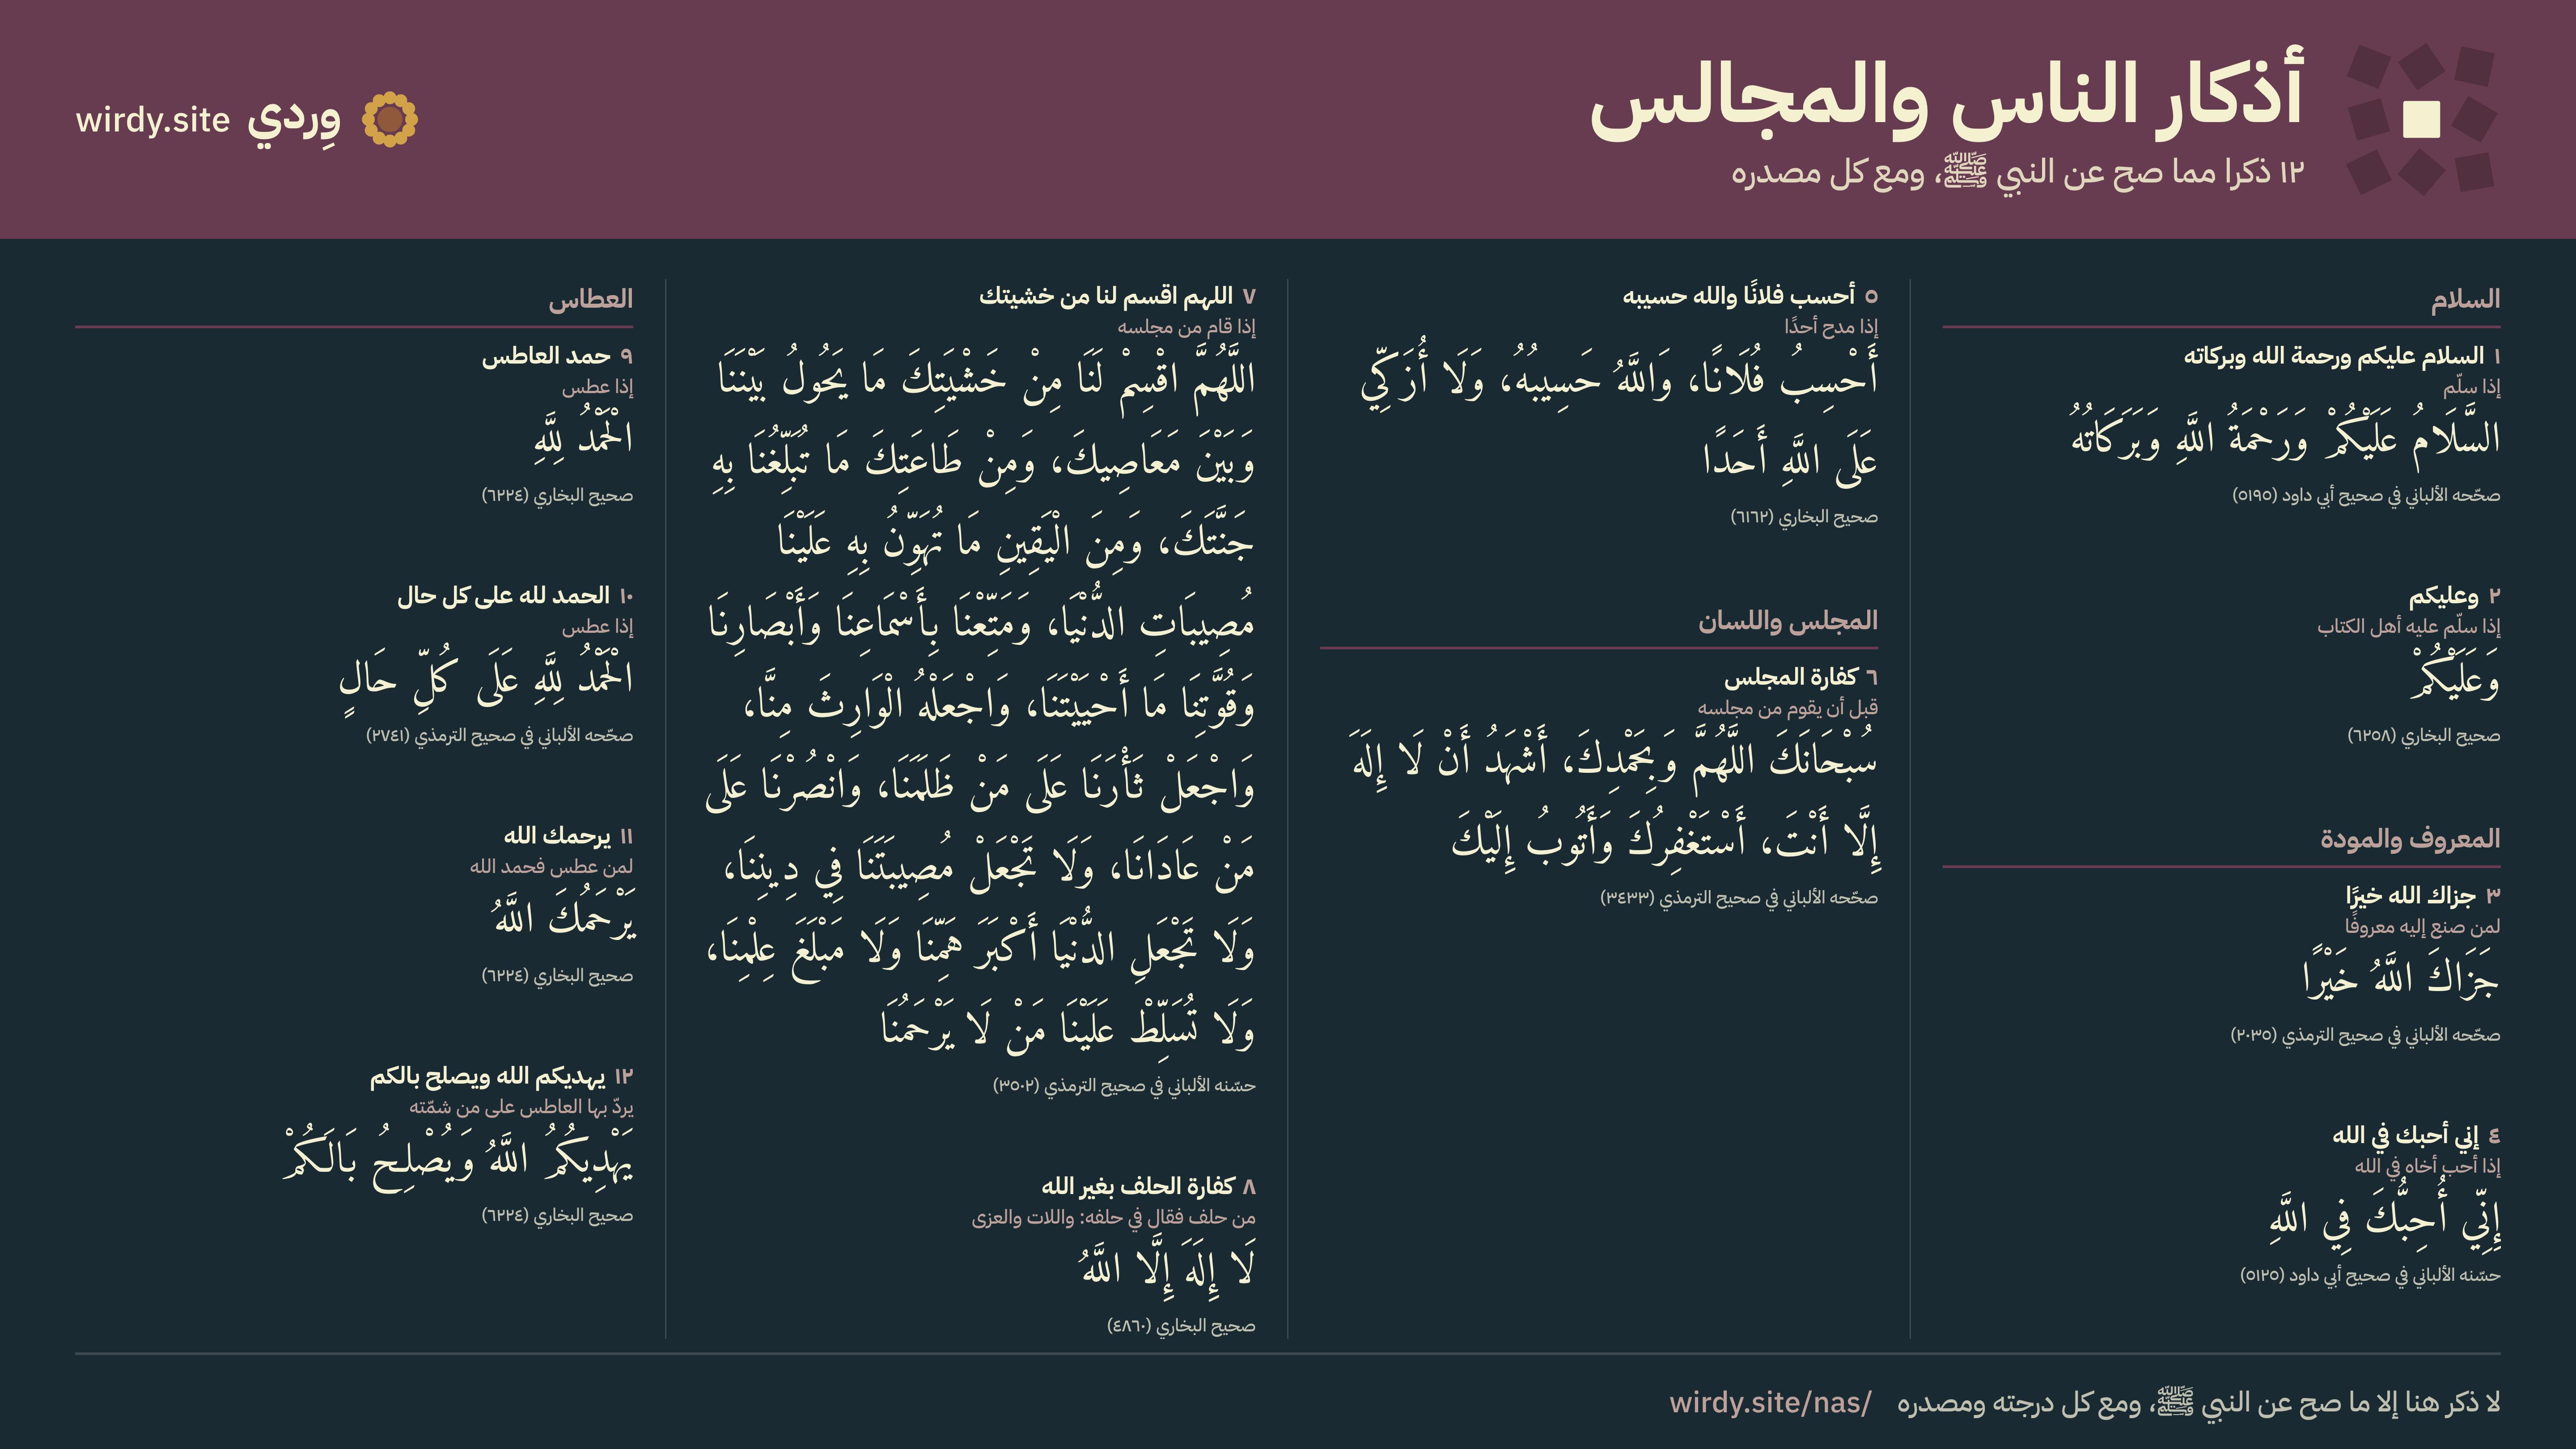 أذكار الناس والمجالس
١٢ ذكرا مما صح عن النبي ﷺ، ومع كل مصدره
وِردي wirdy.site
السلام
١ السلام عليكم ورحمة الله وبركاته
إذا سلّم
السَّلَامُ عَلَيْكُمْ وَرَحْمَةُ اللَّهِ وَبَرَكَاتُهُ
صحّحه الألباني في صحيح أبي داود (٥١٩٥)
٢ وعليكم
إذا سلّم عليه أهل الكتاب
وَعَلَيْكُمْ
صحيح البخاري (٦٢٥٨)
المعروف والمودة
٣ جزاك الله خيرًا
لمن صنع إليه معروفًا
جَزَاكَ اللَّهُ خَيْرًا
صحّحه الألباني في صحيح الترمذي (٢٠٣٥)
٤ إني أحبك في الله
إذا أحب أخاه في الله
إِنِّي أُحِبُّكَ فِي اللَّهِ
حسّنه الألباني في صحيح أبي داود (٥١٢٥)
٥ أحسب فلانًا والله حسيبه
إذا مدح أحدًا
أَحْسِبُ فُلَانًا، وَاللَّهُ حَسِيبُهُ، وَلَا أُزَكِّي
عَلَى اللَّهِ أَحَدًا
صحيح البخاري (٦١٦٢)
المجلس واللسان
٦ كفارة المجلس
قبل أن يقوم من مجلسه
سُبْحَانَكَ اللَّهُمَّ وَبِحَمْدِكَ، أَشْهَدُ أَنْ لَا إِلَهَ
إِلَّا أَنْتَ، أَسْتَغْفِرُكَ وَأَتُوبُ إِلَيْكَ
صحّحه الألباني في صحيح الترمذي (٣٤٣٣)
٧ اللهم اقسم لنا من خشيتك
إذا قام من مجلسه
اللَّهُمَّ اقْسِمْ لَنَا مِنْ خَشْيَتِكَ مَا يَحُولُ بَيْنَنَا
وَبَيْنَ مَعَاصِيكَ، وَمِنْ طَاعَتِكَ مَا تُبَلِّغُنَا بِهِ
جَنَّتَكَ، وَمِنَ الْيَقِينِ مَا تُهَوِّنُ بِهِ عَلَيْنَا
مُصِيبَاتِ الدُّنْيَا، وَمَتِّعْنَا بِأَسْمَاعِنَا وَأَبْصَارِنَا
وَقُوَّتِنَا مَا أَحْيَيْتَنَا، وَاجْعَلْهُ الْوَارِثَ مِنَّا،
وَاجْعَلْ ثَأْرَنَا عَلَى مَنْ ظَلَمَنَا، وَانْصُرْنَا عَلَى
مَنْ عَادَانَا، وَلَا تَجْعَلْ مُصِيبَتَنَا فِي دِينِنَا،
وَلَا تَجْعَلِ الدُّنْيَا أَكْبَرَ هَمِّنَا وَلَا مَبْلَغَ عِلْمِنَا،
وَلَا تُسَلِّطْ عَلَيْنَا مَنْ لَا يَرْحَمُنَا
حسّنه الألباني في صحيح الترمذي (٣٥٠٢)
٨ كفارة الحلف بغير الله
من حلف فقال في حلفه: واللات والعزى
لَا إِلَهَ إِلَّا اللَّهُ
صحيح البخاري (٤٨٦٠)
العطاس
٩ حمد العاطس
إذا عطس
الْحَمْدُ لِلَّهِ
صحيح البخاري (٦٢٢٤)
١٠ الحمد لله على كل حال
إذا عطس
الْحَمْدُ لِلَّهِ عَلَى كُلِّ حَالٍ
صحّحه الألباني في صحيح الترمذي (٢٧٤١)
١١ يرحمك الله
لمن عطس فحمد الله
يَرْحَمُكَ اللَّهُ
صحيح البخاري (٦٢٢٤)
١٢ يهديكم الله ويصلح بالكم
يردّ بها العاطس على من شمّته
يَهْدِيكُمُ اللَّهُ وَيُصْلِحُ بَالَكُمْ
صحيح البخاري (٦٢٢٤)
لا ذكر هنا إلا ما صح عن النبي ﷺ، ومع كل درجته ومصدره wirdy.site/nas/